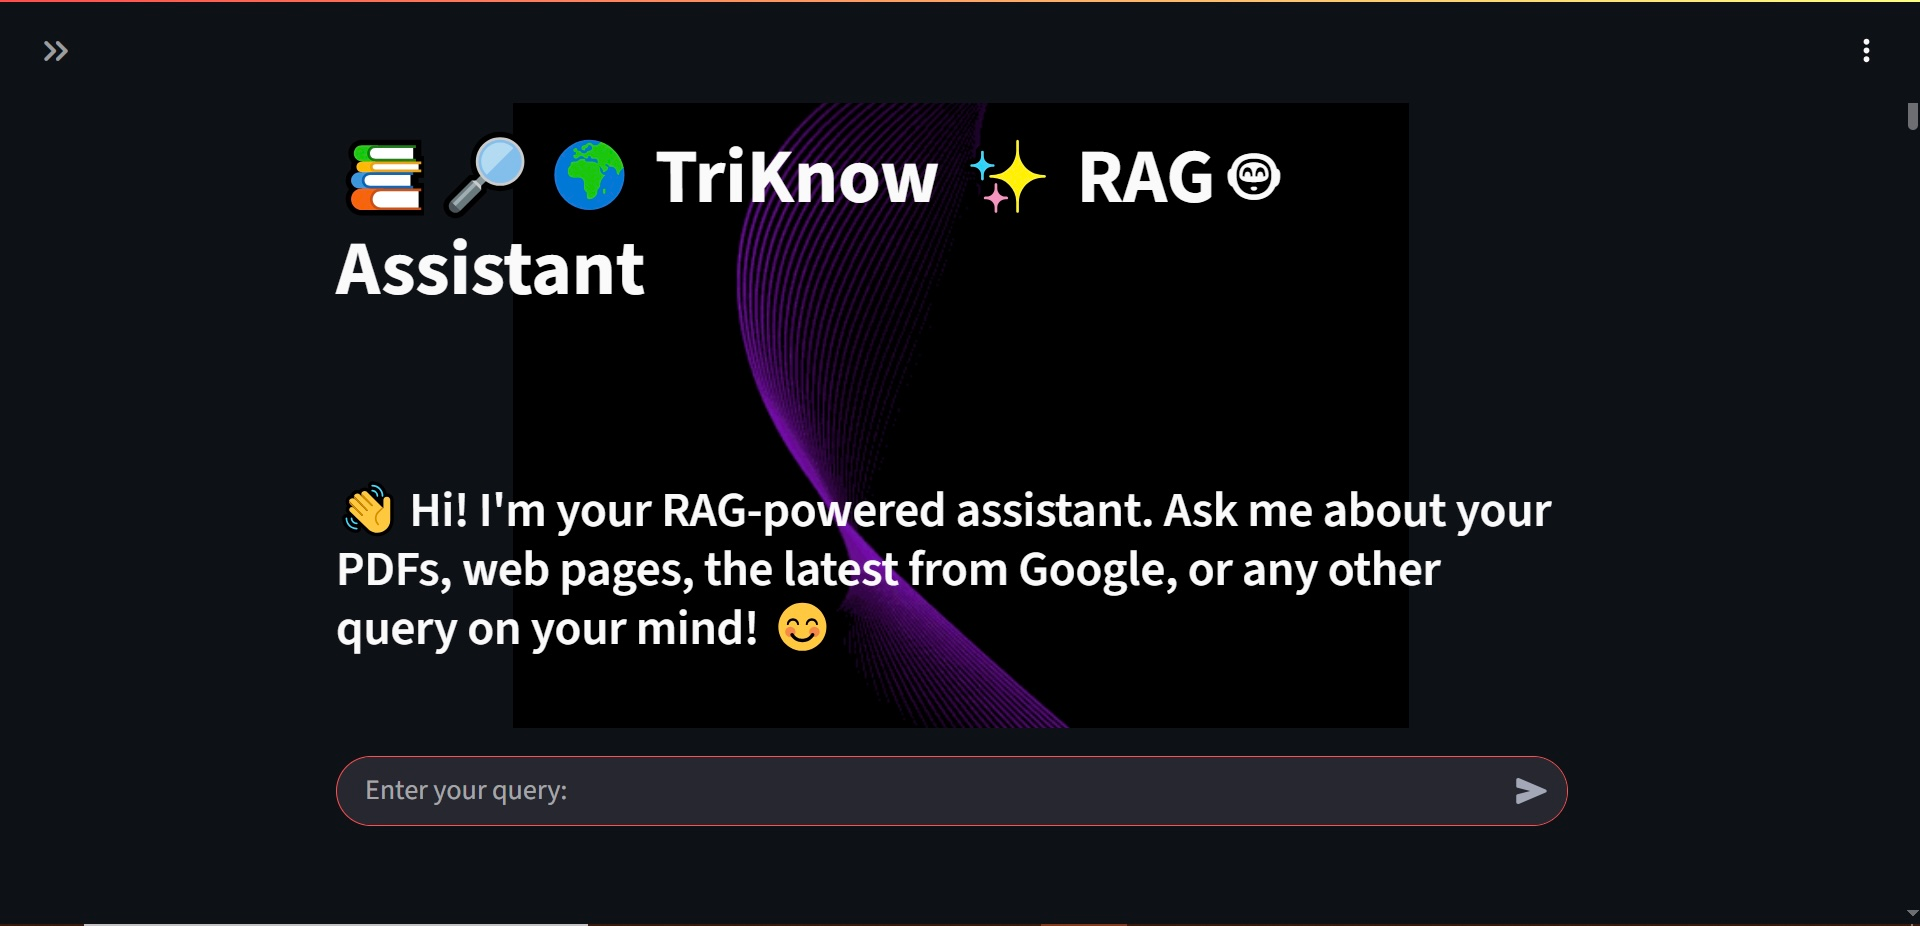 📚🔎🌍 TriKnow ✨ RAG
Assistant
👋 Hi! I'm your RAG-powered assistant. Ask me about your
PDFs, web pages, the latest from Google, or any other
query on your mind! 😊
Enter your query: